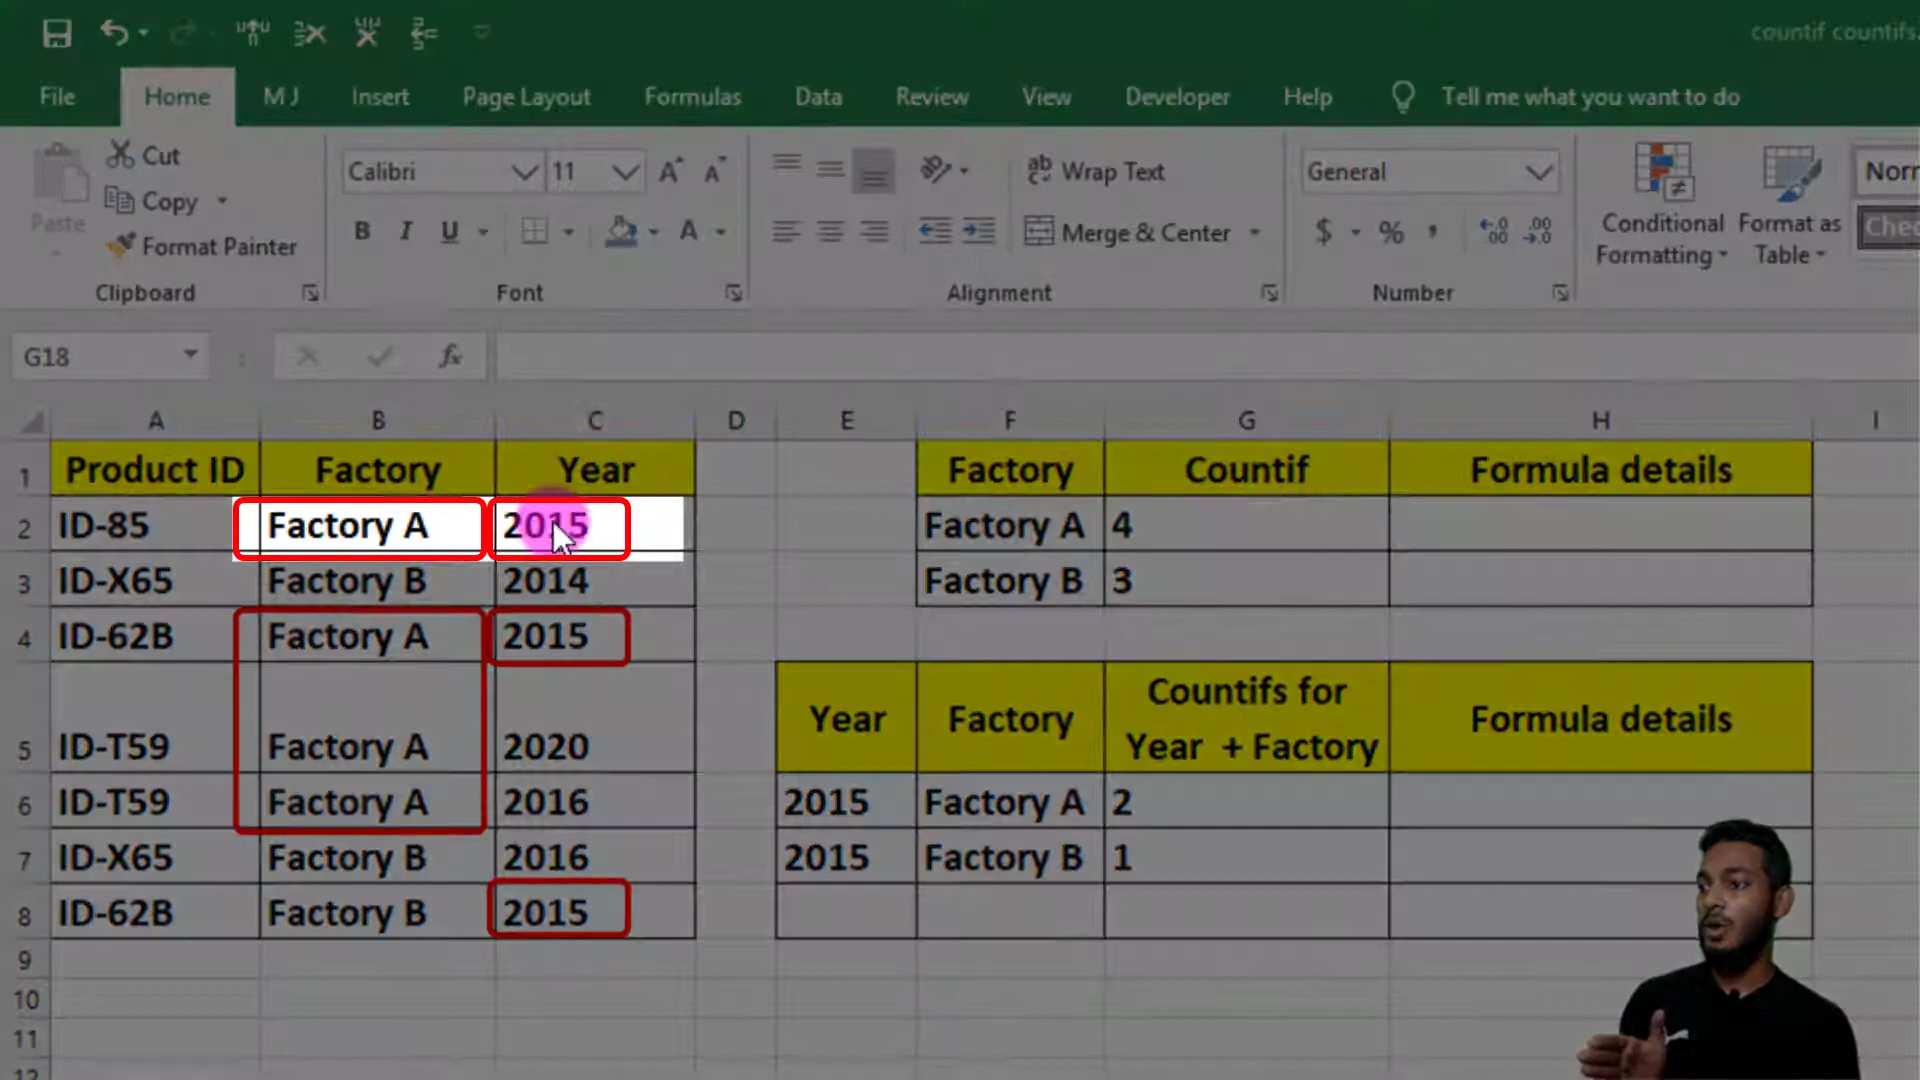 countif countifs.
File Home M J Insert Page Layout Formulas Data Review View Developer Help Tell me what you want to do
Paste
Cut
Copy
Format Painter
Clipboard
Calibri 11
B I U
Font
Wrap Text
Merge & Center
Alignment
General
$ % ,
Number
Conditional Formatting
Format as Table
Norr
Chec
G18
fx
A B C D E F G H I
1 Product ID Factory Year Factory Countif Formula details
2 ID-85 Factory A 2015 Factory A 4
3 ID-X65 Factory B 2014 Factory B 3
4 ID-62B Factory A 2015
Year Factory Countifs for Year + Factory Formula details
5 ID-T59 Factory A 2020
6 ID-T59 Factory A 2016 2015 Factory A 2
7 ID-X65 Factory B 2016 2015 Factory B 1
8 ID-62B Factory B 2015
9
10
11
12